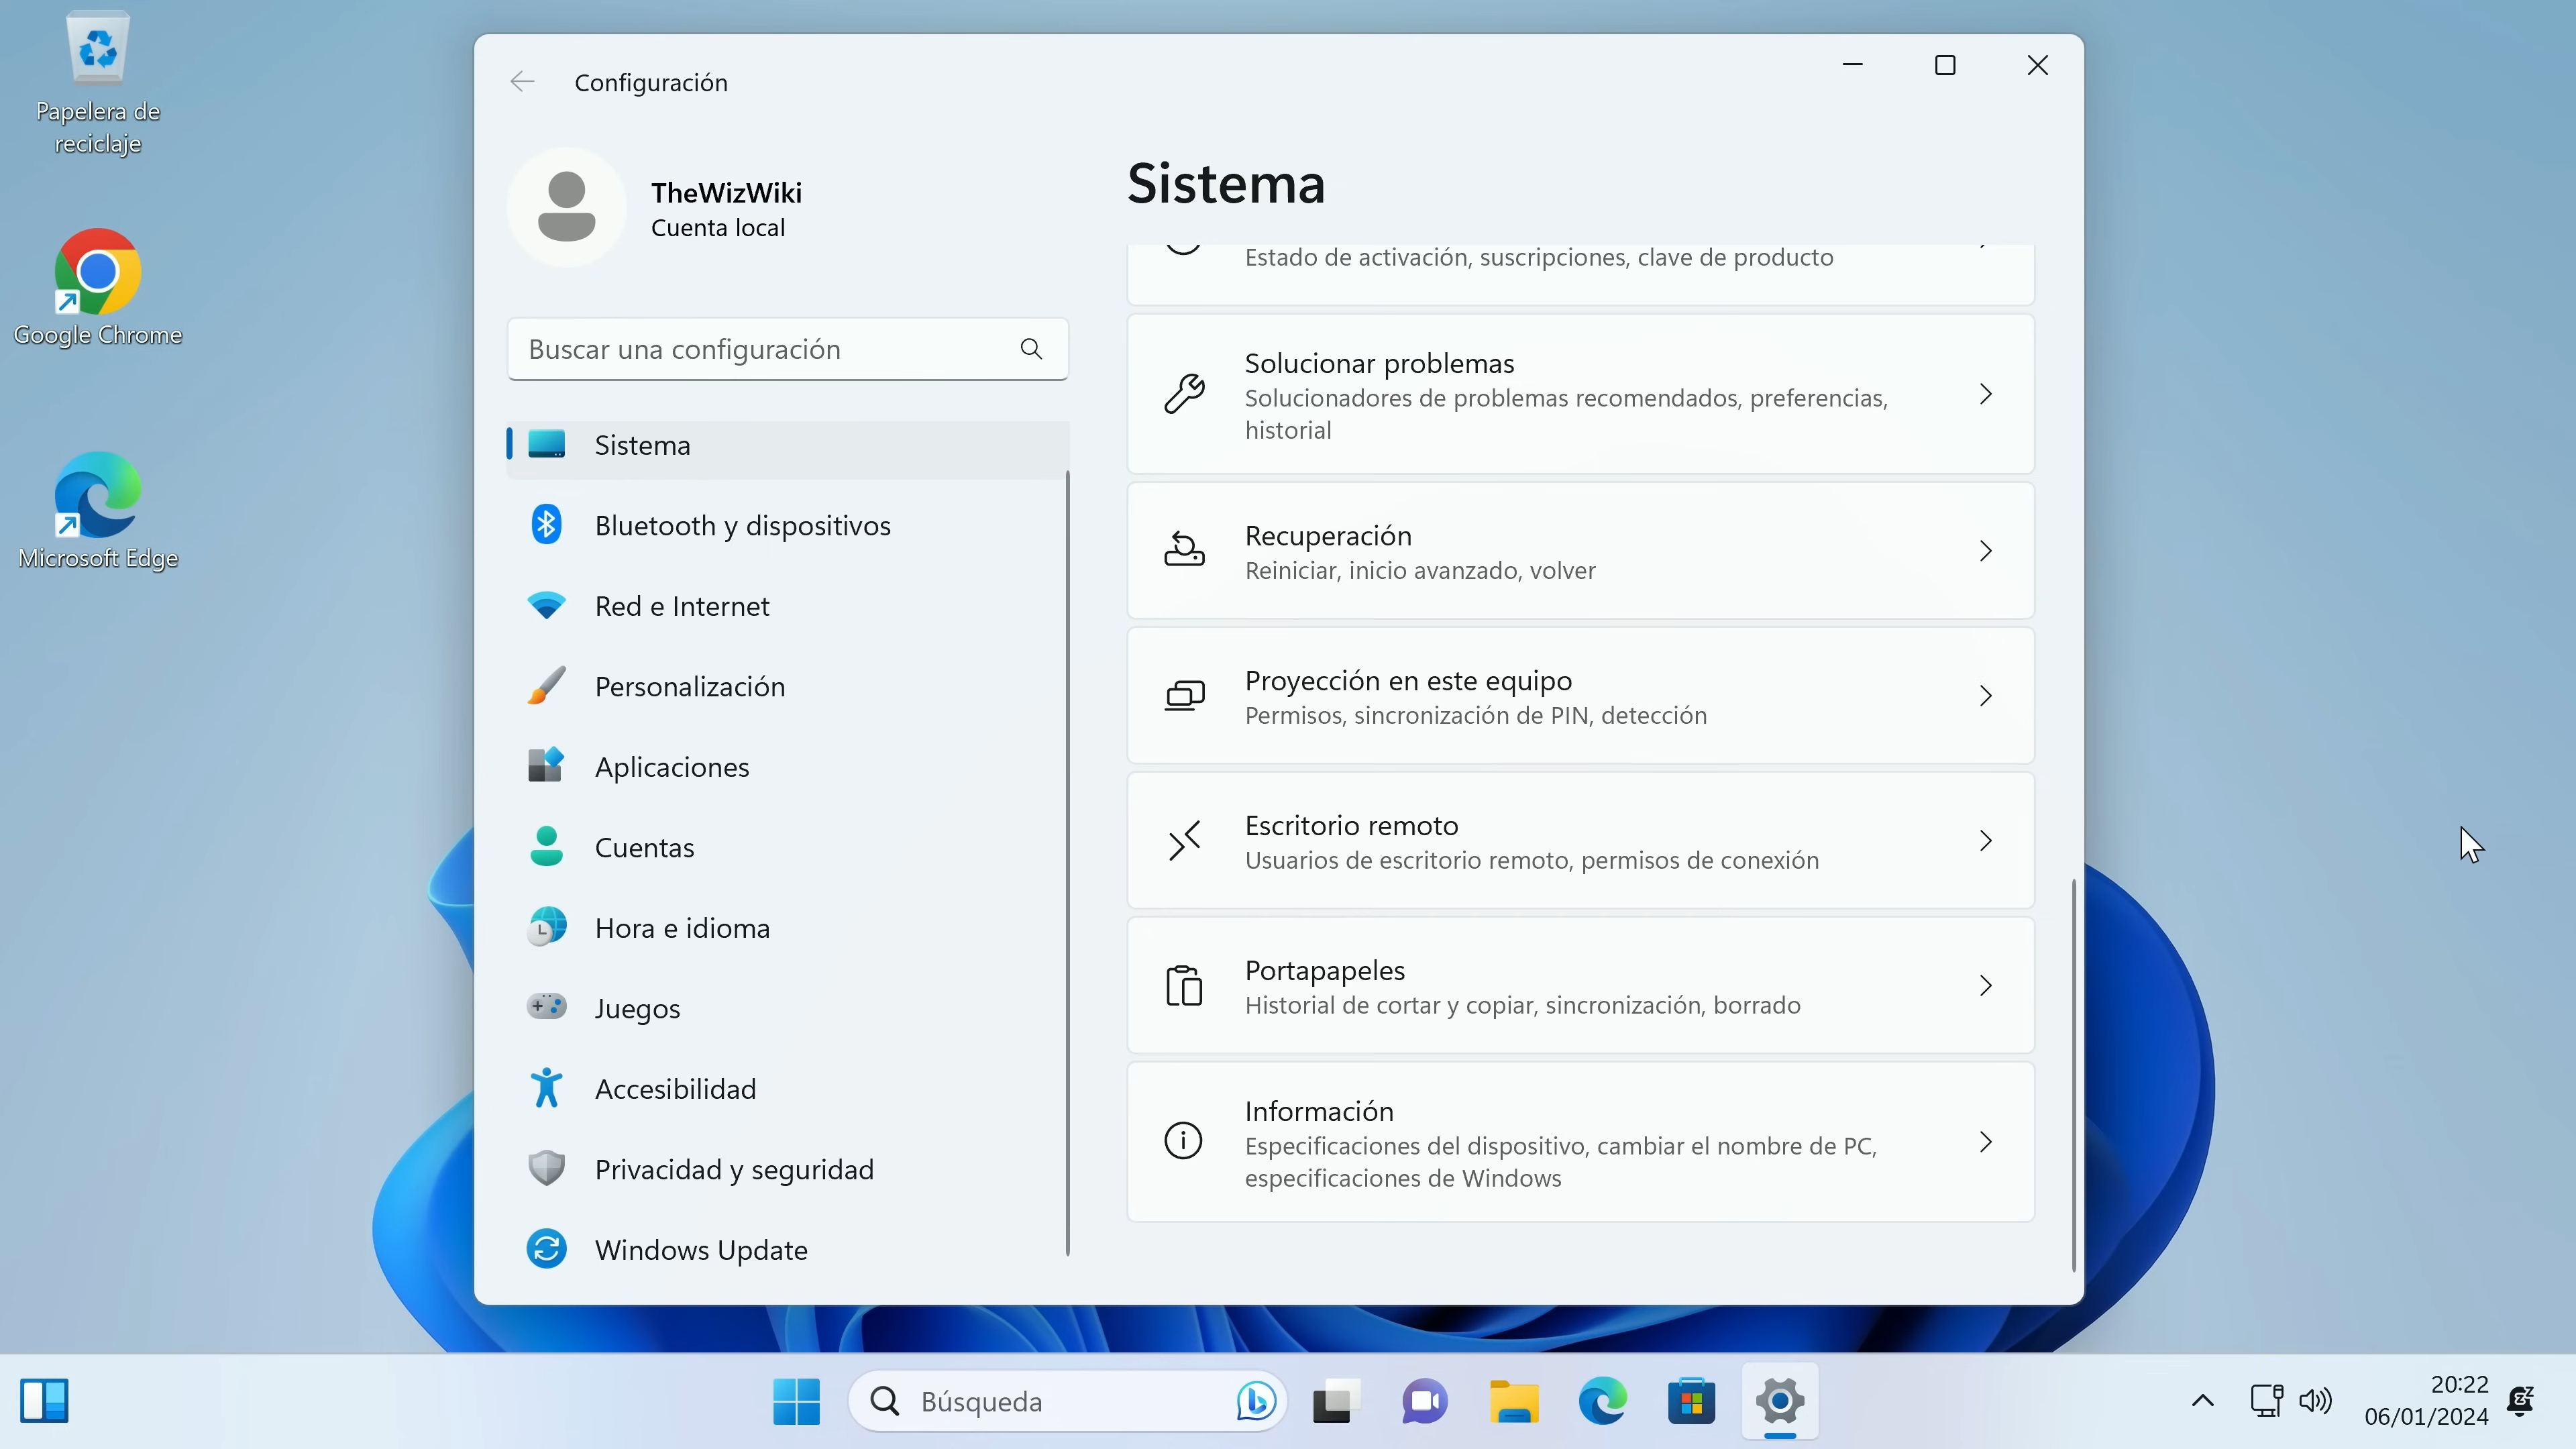 Papelera de
reciclaje
Google Chrome
Microsoft Edge
Configuración
TheWizWiki
Cuenta local
Buscar una configuración
Sistema
Bluetooth y dispositivos
Red e Internet
Personalización
Aplicaciones
Cuentas
Hora e idioma
Juegos
Accesibilidad
Privacidad y seguridad
Windows Update
Sistema
Estado de activación, suscripciones, clave de producto
Solucionar problemas
Solucionadores de problemas recomendados, preferencias,
historial
Recuperación
Reiniciar, inicio avanzado, volver
Proyección en este equipo
Permisos, sincronización de PIN, detección
Escritorio remoto
Usuarios de escritorio remoto, permisos de conexión
Portapapeles
Historial de cortar y copiar, sincronización, borrado
Información
Especificaciones del dispositivo, cambiar el nombre de PC,
especificaciones de Windows
Búsqueda
20:22
06/01/2024